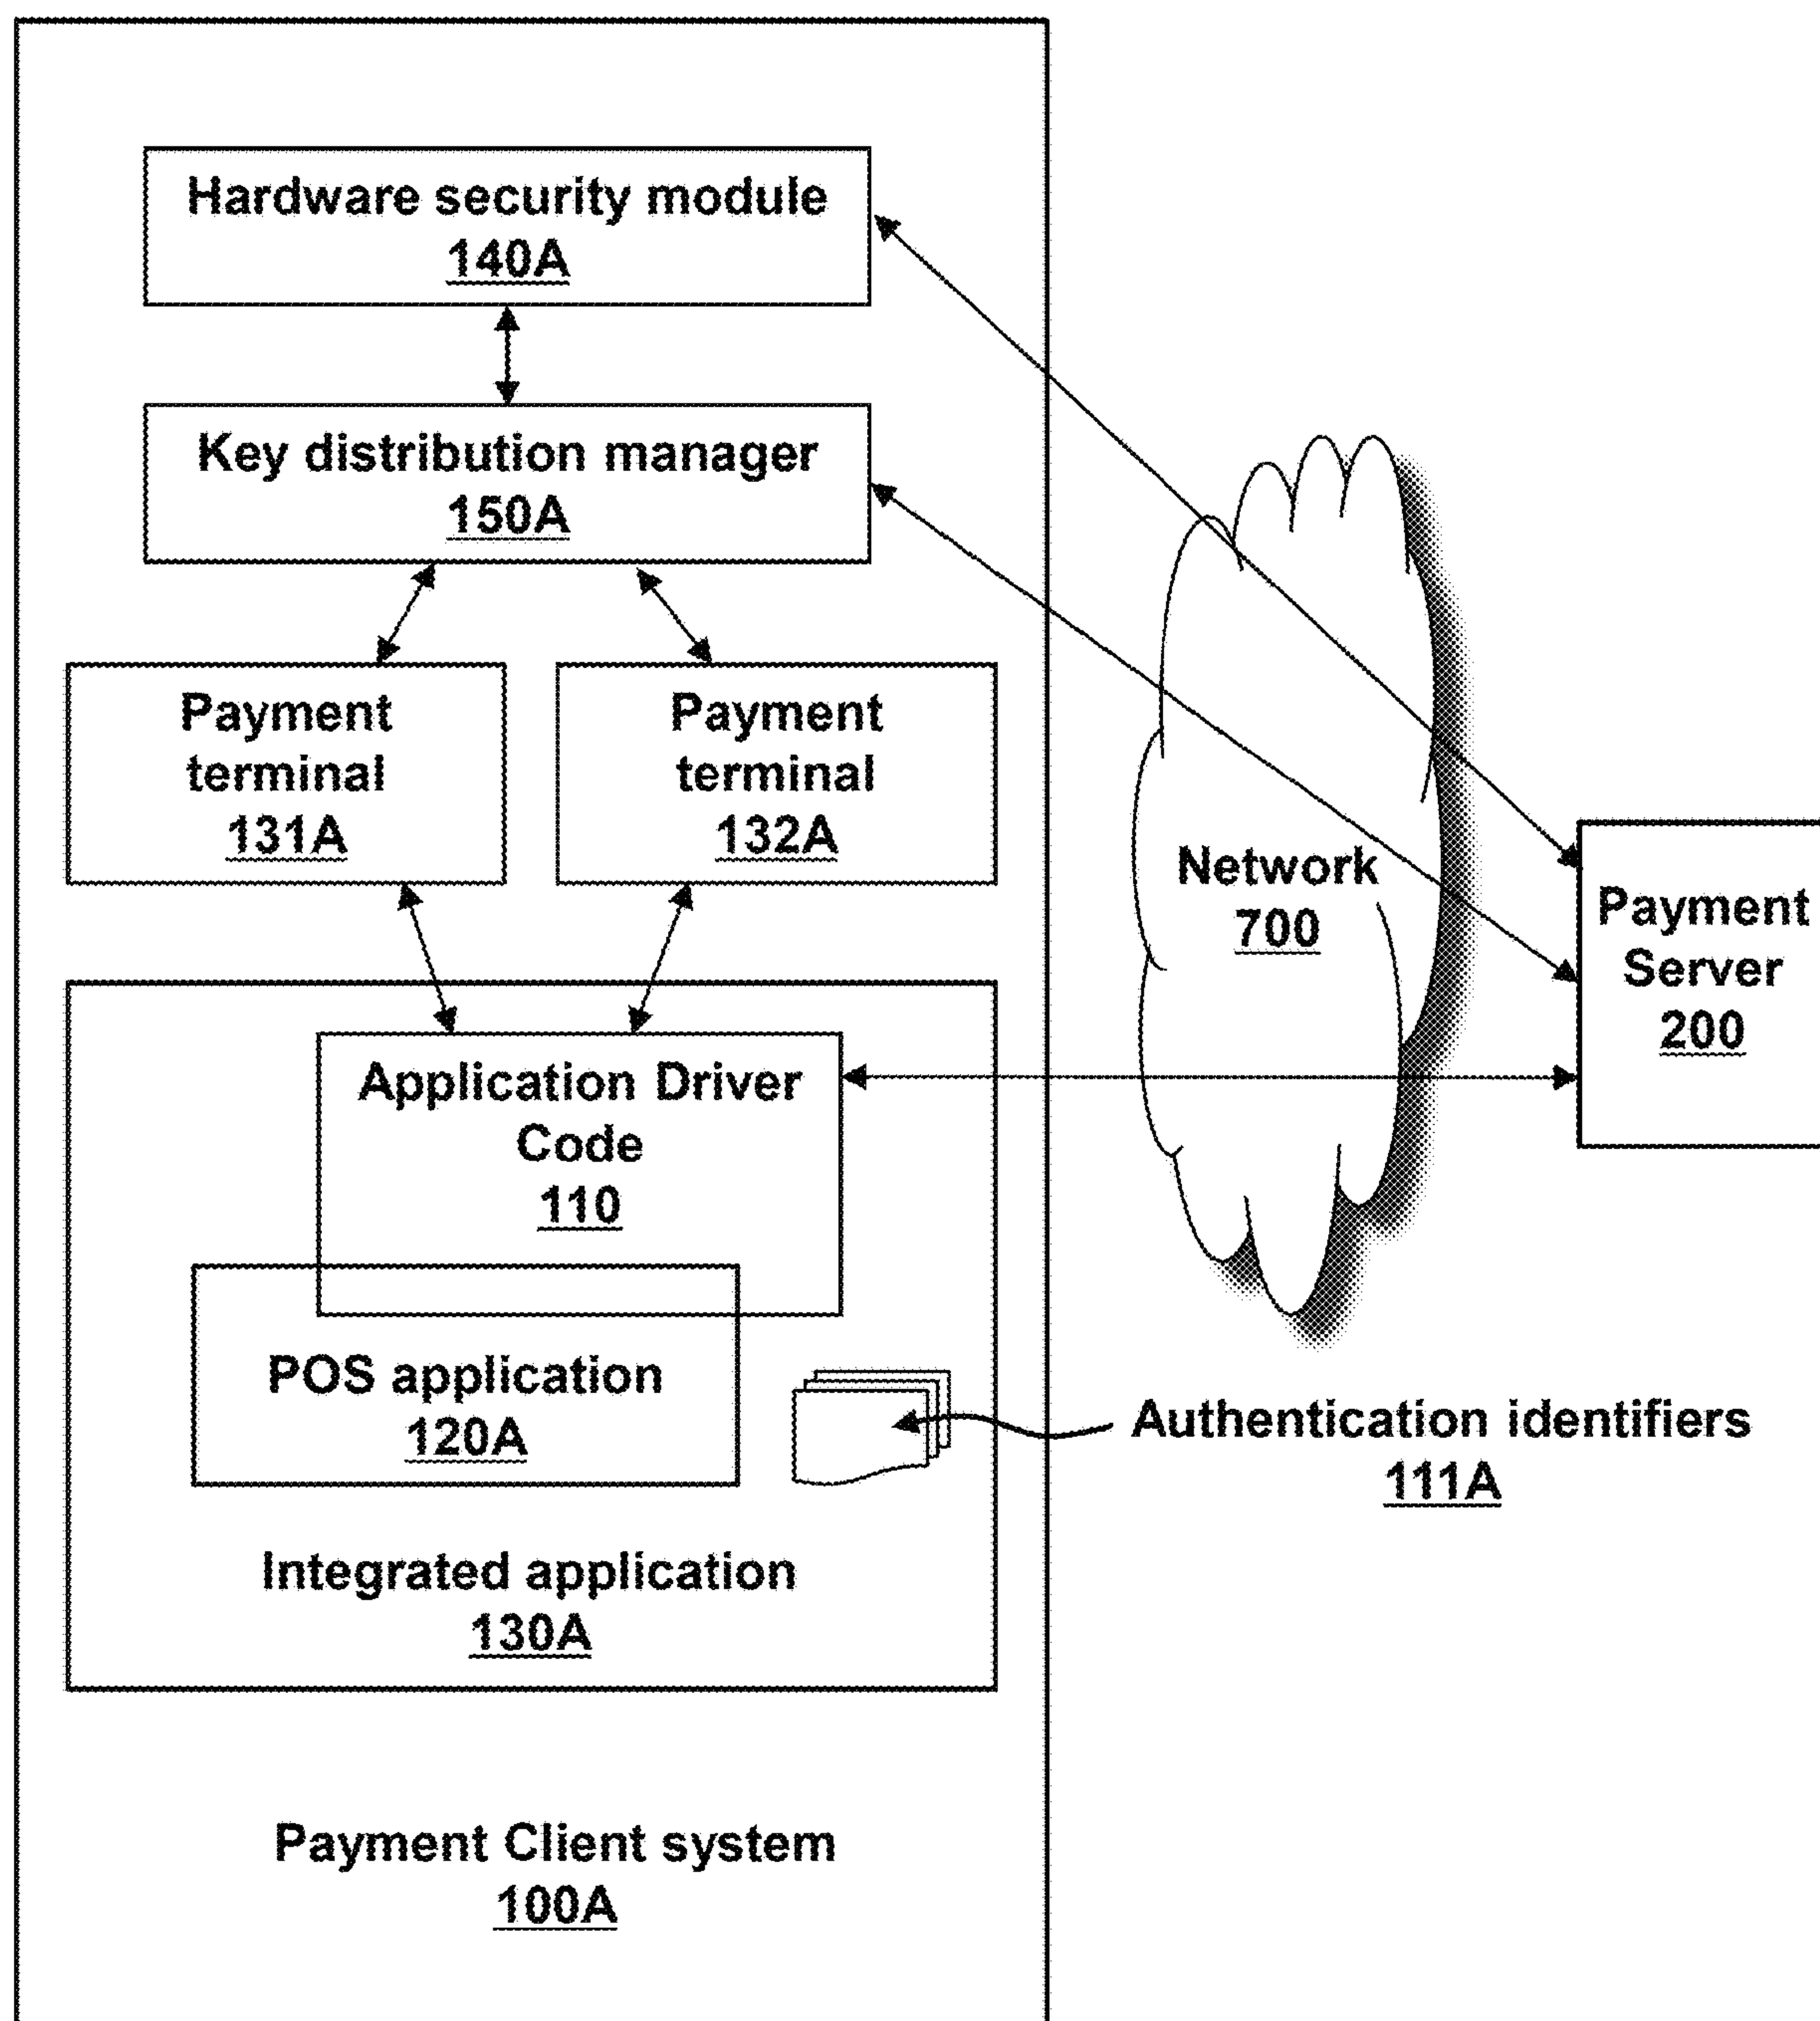 Hardware security module
140A
Key distribution manager
150A
Payment
terminal
131A
Payment
terminal
132A
Network
700
Payment
Server
200
Application Driver
Code
110
POS application
120A
Authentication identifiers
111A
Integrated application
130A
Payment Client system
100A